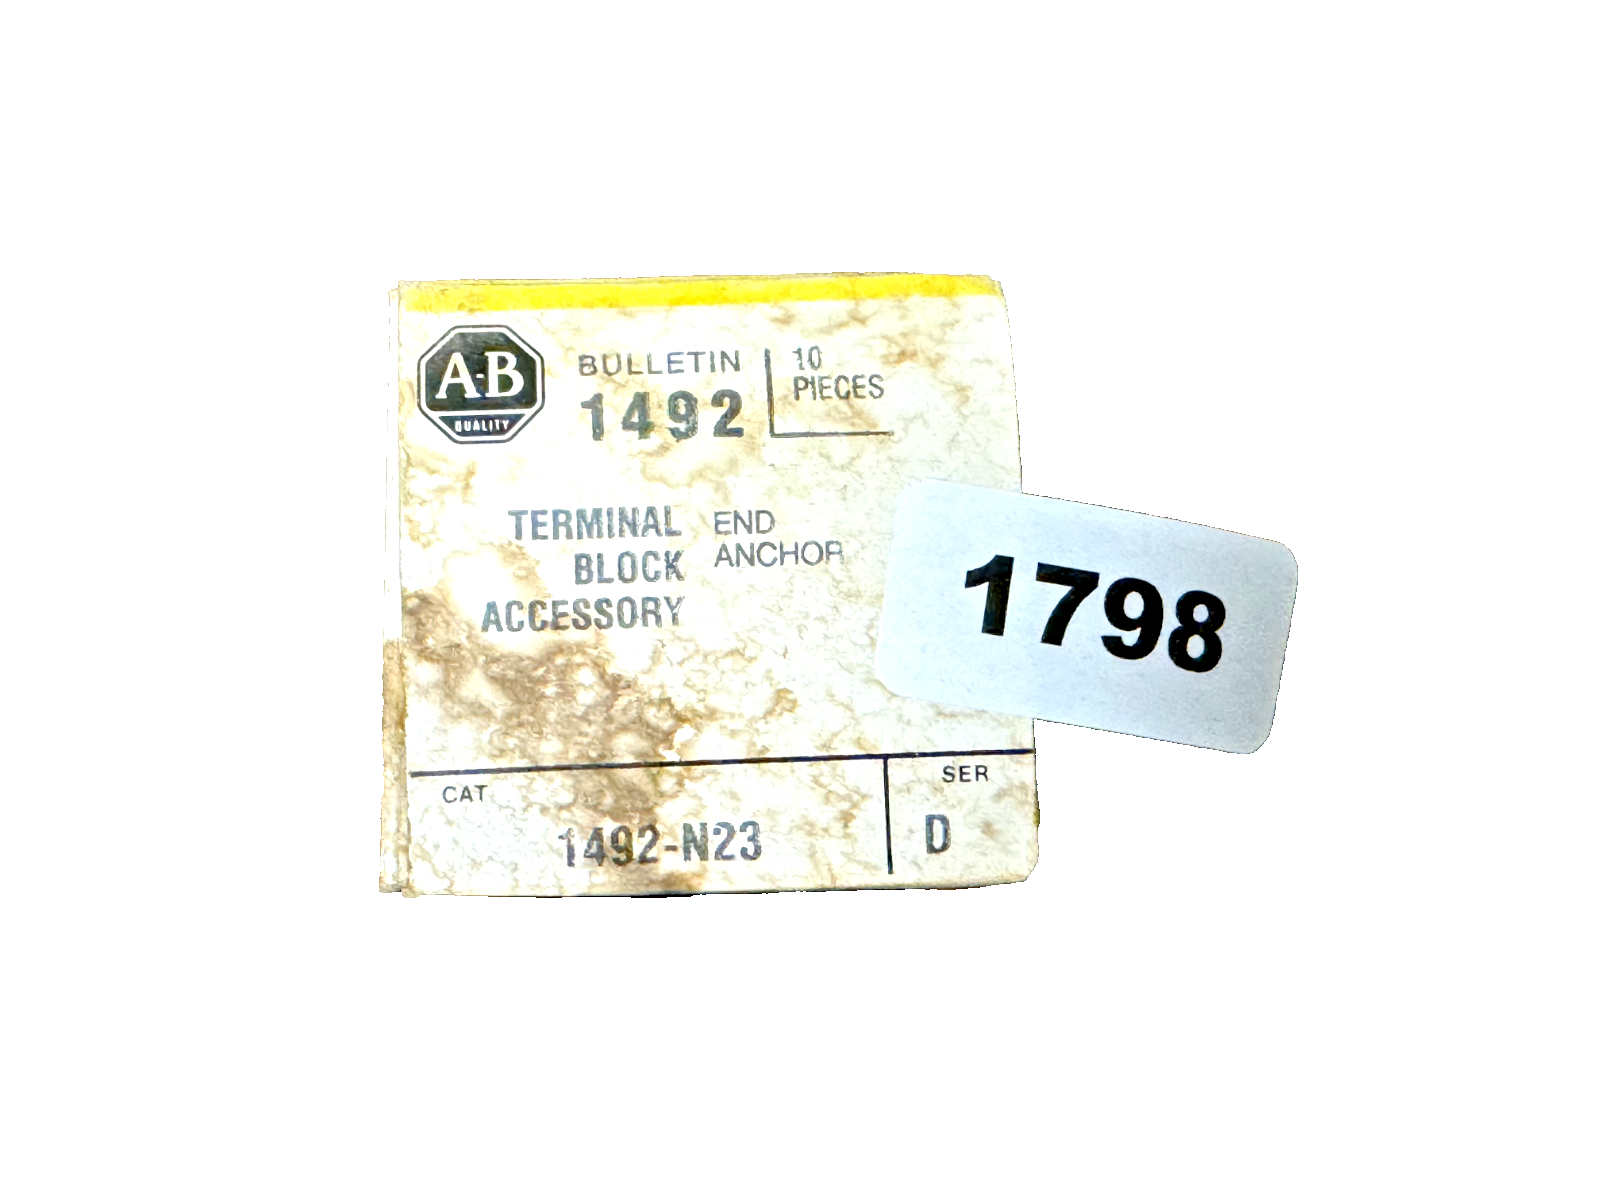 A-B
QUALITY
BULLETIN
1492
10
PIECES
TERMINAL
BLOCK
ACCESSORY
END
ANCHOR
1798
CAT
1492-N23
SER
D